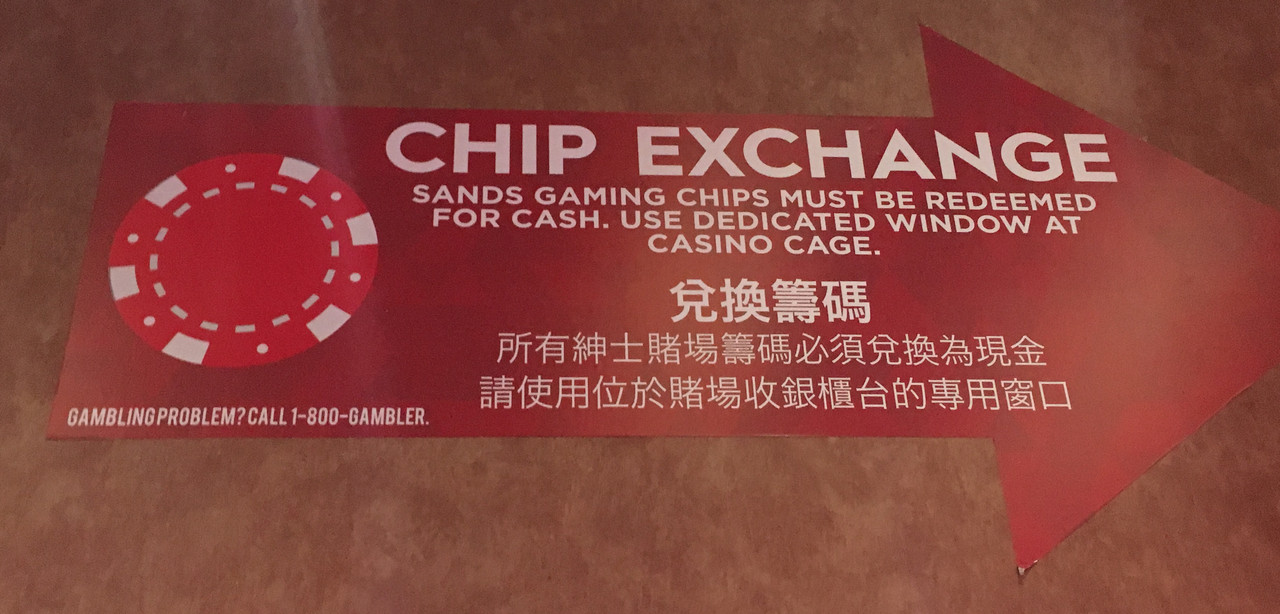 CHIP EXCHANGE
SANDS GAMING CHIPS MUST BE REDEEMED
FOR CASH. USE DEDICATED WINDOW AT
CASINO CAGE.
兌換籌碼
所有紳士賭場籌碼必須兌換為現金
請使用位於賭場收銀櫃台的專用窗口
GAMBLING PROBLEM? CALL 1-800-GAMBLER.